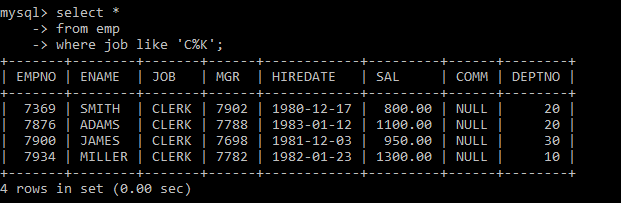 mysql> select *
    -> from emp
    -> where job like 'C%K';
+-------+--------+-------+------+------------+---------+------+--------+
| EMPNO | ENAME  | JOB   | MGR  | HIREDATE   | SAL     | COMM | DEPTNO |
+-------+--------+-------+------+------------+---------+------+--------+
|  7369 | SMITH  | CLERK | 7902 | 1980-12-17 |  800.00 | NULL |     20 |
|  7876 | ADAMS  | CLERK | 7788 | 1983-01-12 | 1100.00 | NULL |     20 |
|  7900 | JAMES  | CLERK | 7698 | 1981-12-03 |  950.00 | NULL |     30 |
|  7934 | MILLER | CLERK | 7782 | 1982-01-23 | 1300.00 | NULL |     10 |
+-------+--------+-------+------+------------+---------+------+--------+
4 rows in set (0.00 sec)